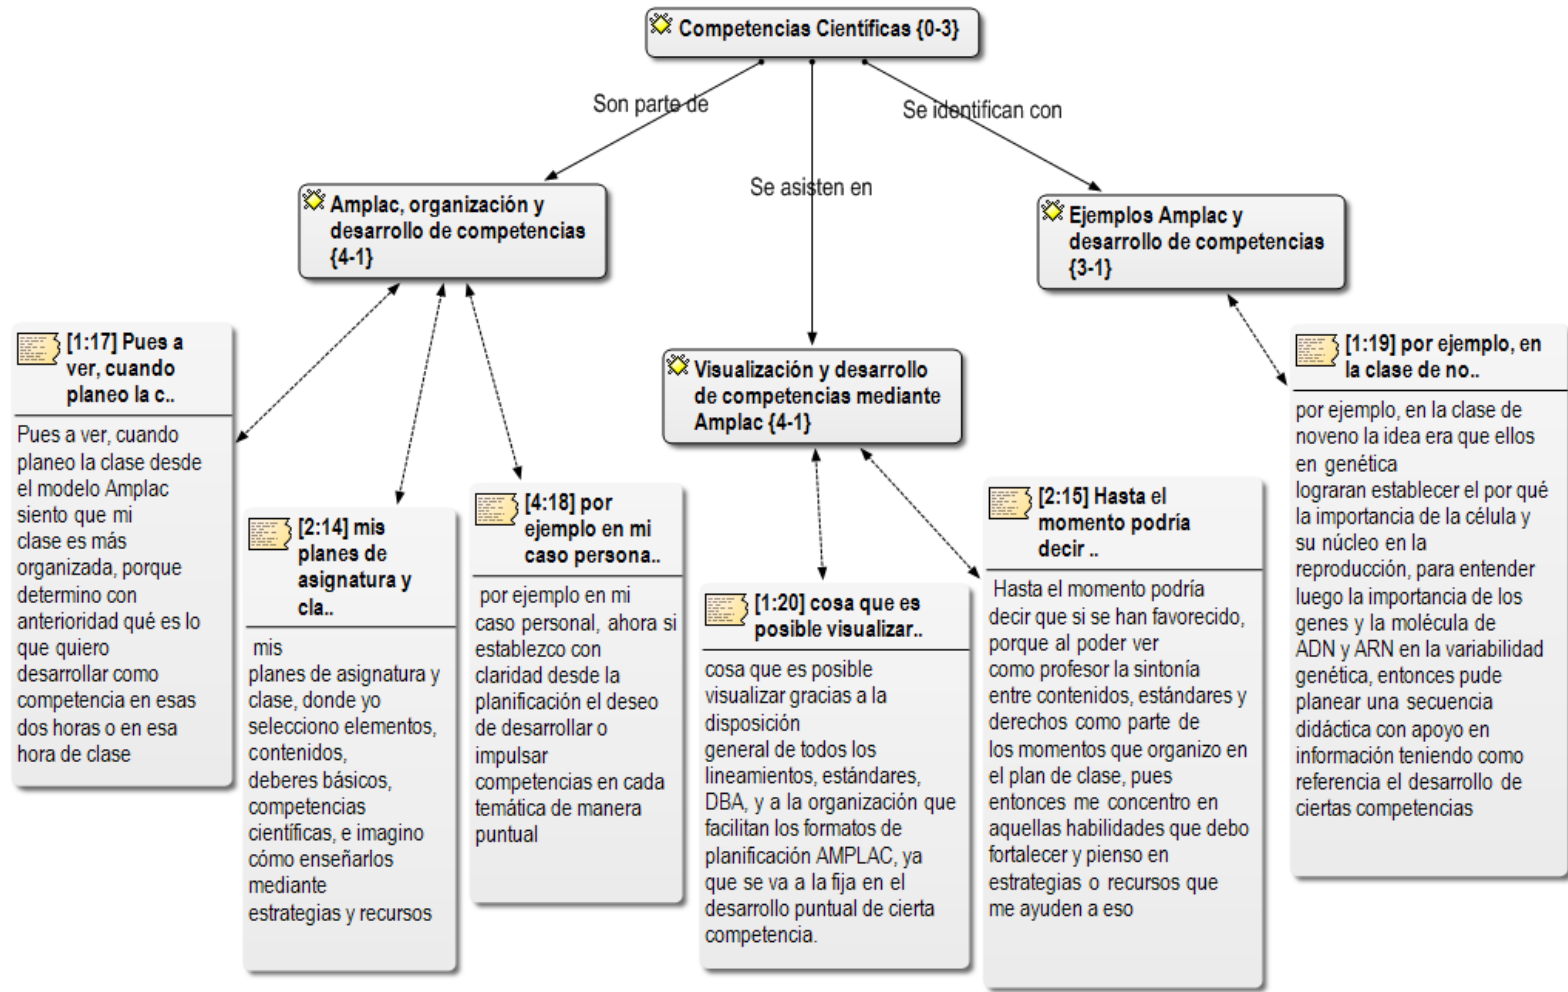 Competencias Científicas {0-3}
Son parte de
Se identifican con
Se asisten en
Amplac, organización y
desarrollo de competencias
{4-1}
Ejemplos Amplac y
desarrollo de competencias
{3-1}
Visualización y desarrollo
de competencias mediante
Amplac {4-1}
[1:17] Pues a
ver, cuando
planeo la c..
Pues a ver, cuando
planeo la clase desde
el modelo Amplac
siento que mi
clase es más
organizada, porque
determino con
anterioridad qué es lo
que quiero
desarrollar como
competencia en esas
dos horas o en esa
hora de clase
[2:14] mis
planes de
asignatura y
cla..
mis
planes de asignatura y
clase, donde yo
selecciono elementos,
contenidos,
deberes básicos,
competencias
científicas, e imagino
cómo enseñarlos
mediante
estrategias y recursos
[4:18] por
ejemplo en mi
caso persona..
por ejemplo en mi
caso personal, ahora si
establezco con
claridad desde la
planificación el deseo
de desarrollar o
impulsar
competencias en cada
temática de manera
puntual
[1:20] cosa que es
posible visualizar..
cosa que es posible
visualizar gracias a la
disposición
general de todos los
lineamientos, estándares,
DBA, y a la organización que
facilitan los formatos de
planificación AMPLAC, ya
que se va a la fija en el
desarrollo puntual de cierta
competencia.
[2:15] Hasta el
momento podría
decir ..
Hasta el momento podría
decir que si se han favorecido,
porque al poder ver
como profesor la sintonía
entre contenidos, estándares y
derechos como parte de
los momentos que organizo en
el plan de clase, pues
entonces me concentro en
aquellas habilidades que debo
fortalecer y pienso en
estrategias o recursos que
me ayuden a eso
[1:19] por ejemplo, en
la clase de no..
por ejemplo, en la clase de
noveno la idea era que ellos
en genética
lograran establecer el por qué
la importancia de la célula y
su núcleo en la
reproducción, para entender
luego la importancia de los
genes y la molécula de
ADN y ARN en la variabilidad
genética, entonces pude
planear una secuencia
didáctica con apoyo en
información teniendo como
referencia el desarrollo de
ciertas competencias